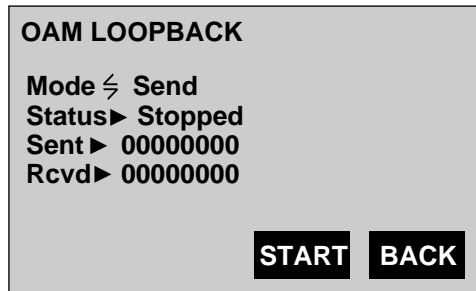 OAM LOOPBACK
Mode ⇋ Send
Status► Stopped
Sent ► 00000000
Rcvd► 00000000
START BACK